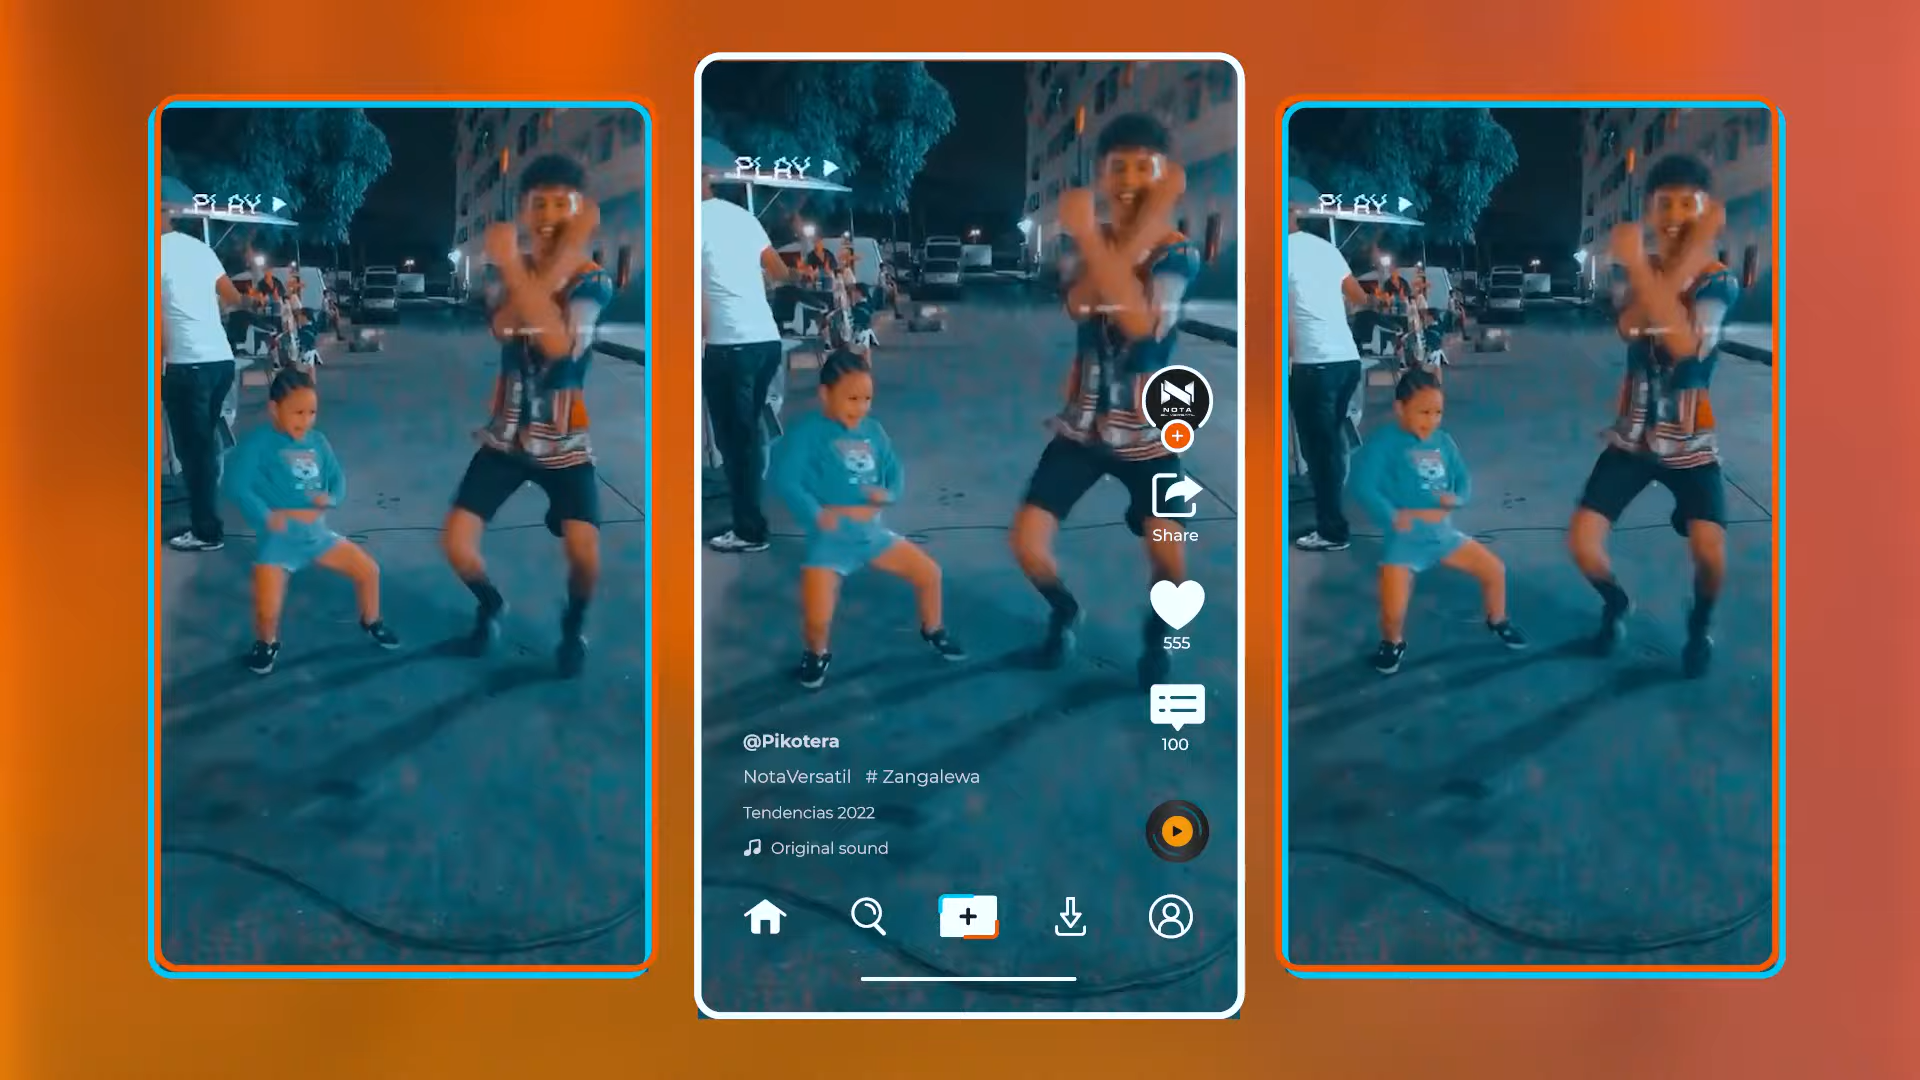 PLAY
PLAY
PLAY
NOTA
Share
555
100
@Pikotera
NotaVersatil # Zangalewa
Tendencias 2022
Original sound